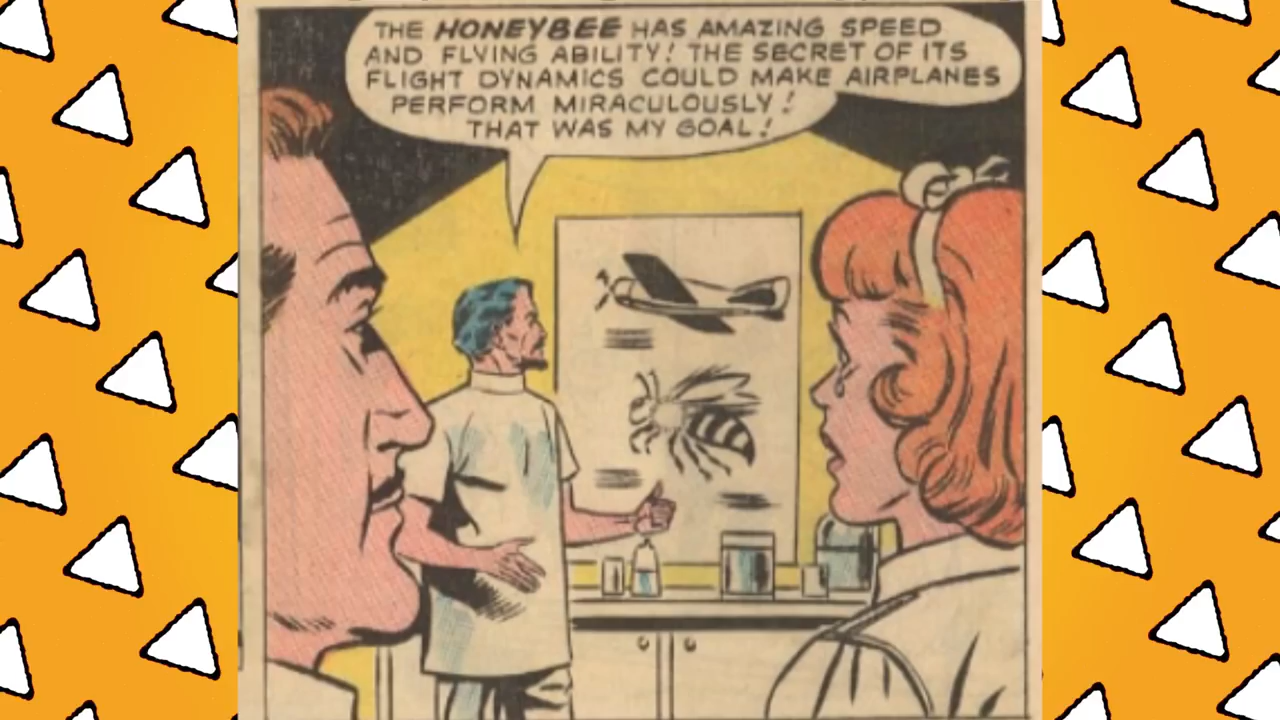 THE HONEYBEE HAS AMAZING SPEED
AND FLYING ABILITY! THE SECRET OF ITS
FLIGHT DYNAMICS COULD MAKE AIRPLANES
PERFORM MIRACULOUSLY!
THAT WAS MY GOAL!